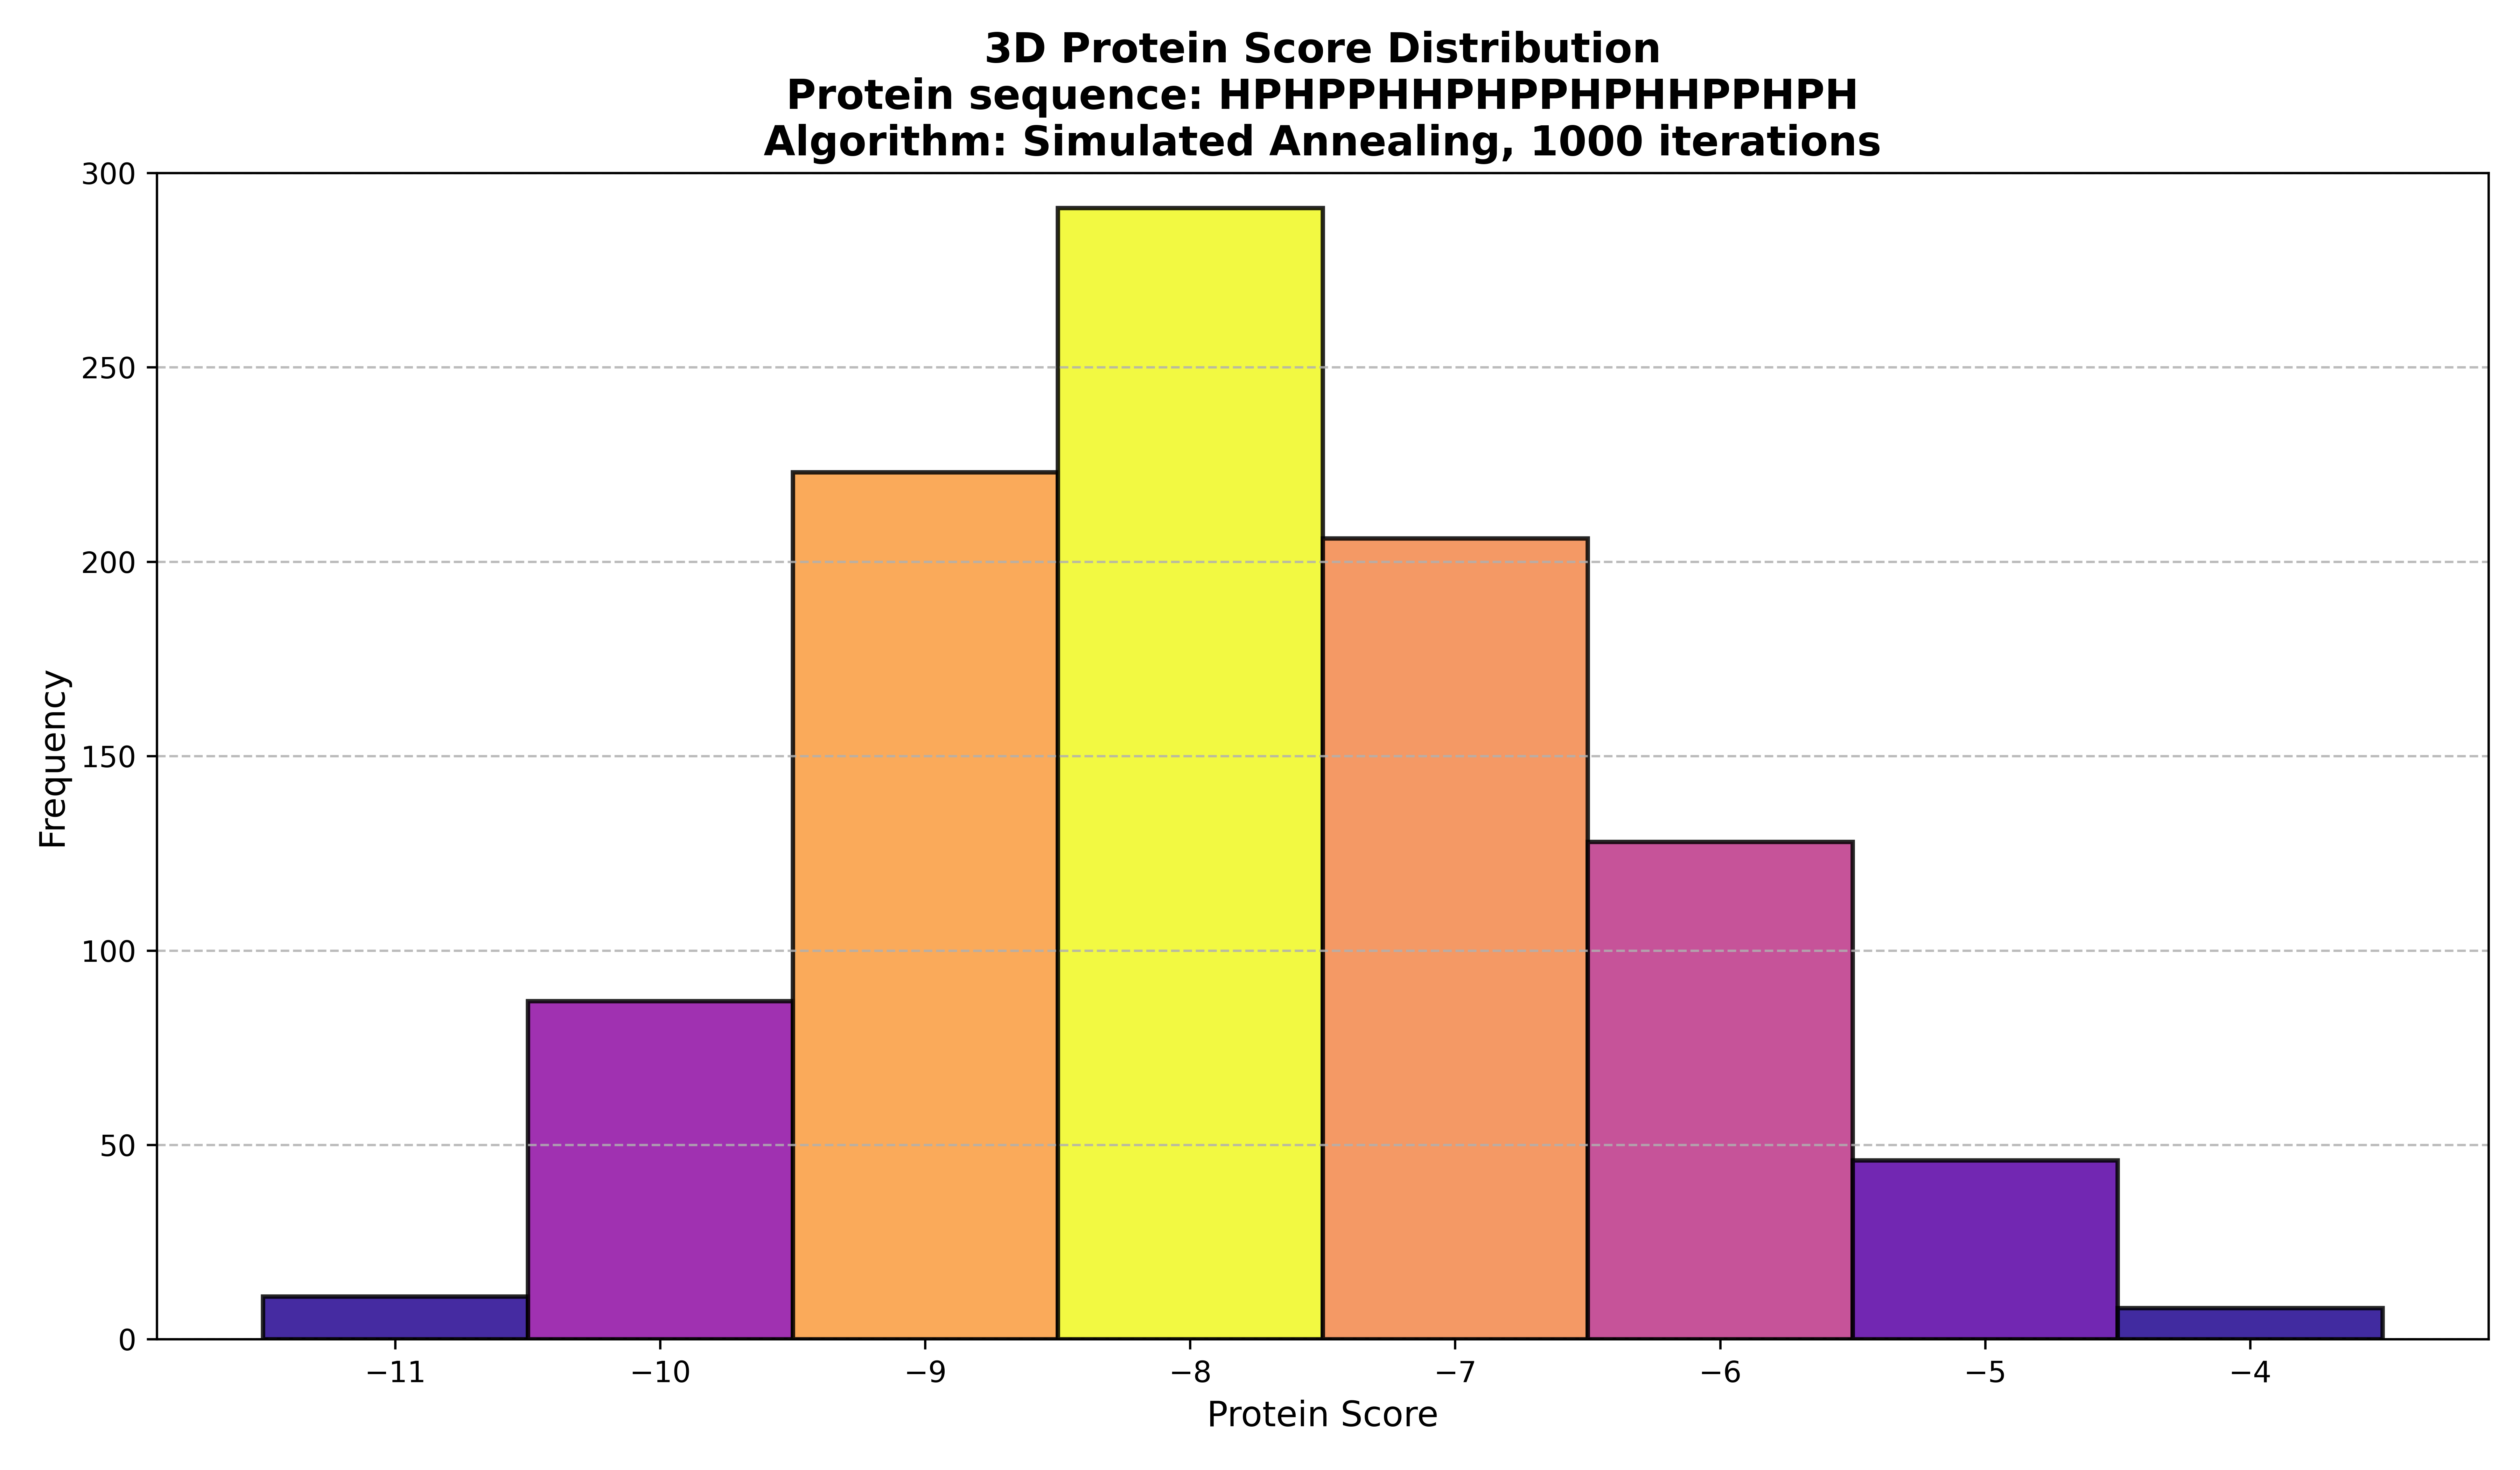 3D Protein Score Distribution
Protein sequence: HPHPPHHPHPPHPHHPPHPH
Algorithm: Simulated Annealing, 1000 iterations
300
250
200
150
100
50
0
Frequency
−11 −10 −9 −8 −7 −6 −5 −4
Protein Score